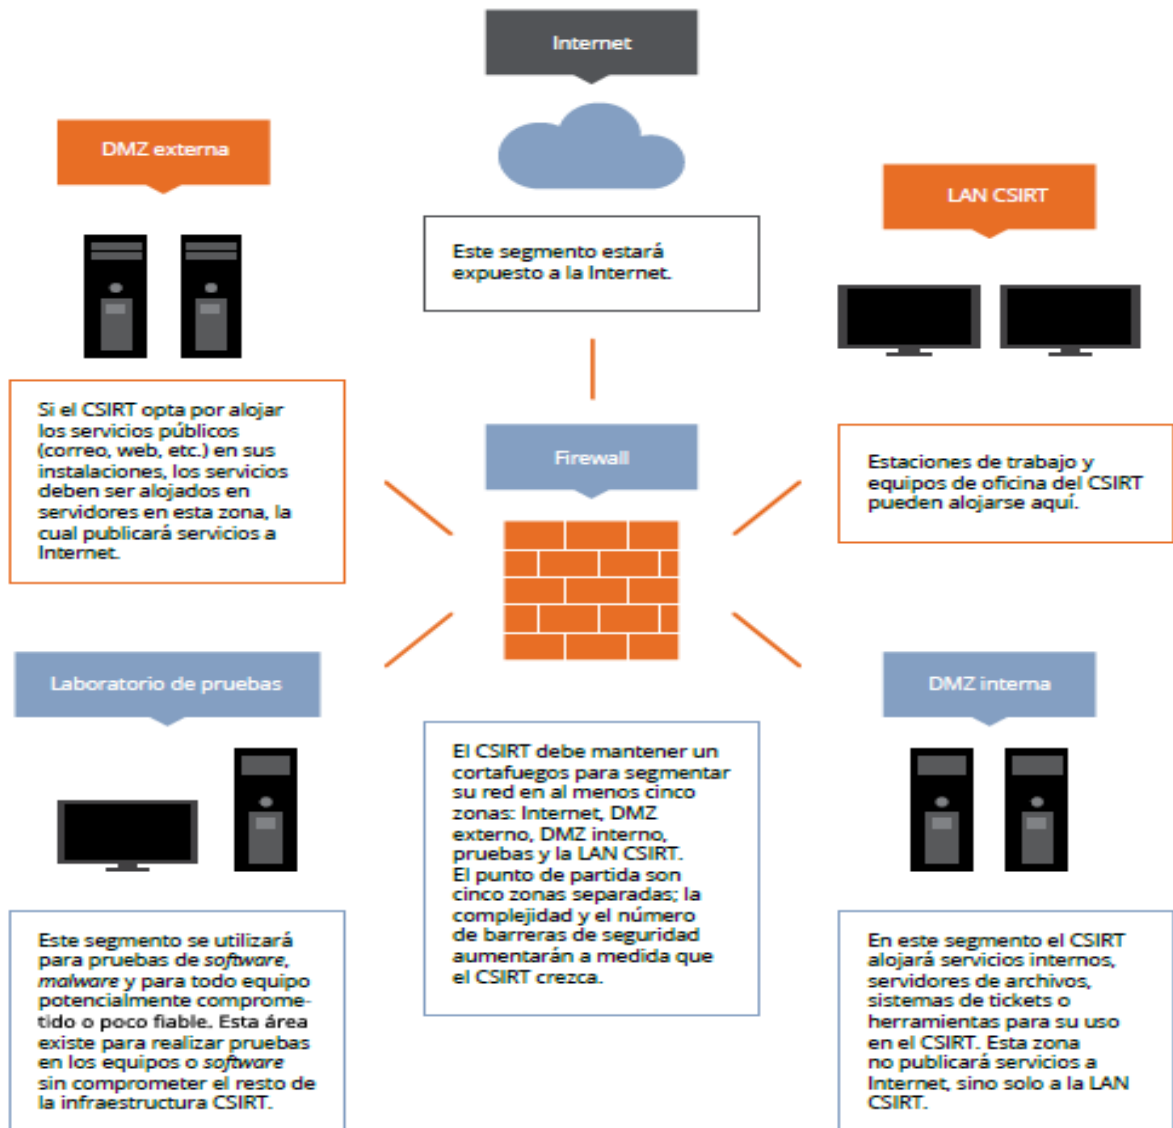 Internet
DMZ externa
LAN CSIRT
Este segmento estará
expuesto a la Internet.
Si el CSIRT opta por alojar
los servicios públicos
(correo, web, etc.) en sus
instalaciones, los servicios
deben ser alojados en
servidores en esta zona, la
cual publicará servicios a
Internet.
Firewall
Estaciones de trabajo y
equipos de oficina del CSIRT
pueden alojarse aquí.
Laboratorio de pruebas
DMZ interna
El CSIRT debe mantener un
cortafuegos para segmentar
su red en al menos cinco
zonas: Internet, DMZ
externo, DMZ interno,
pruebas y la LAN CSIRT.
El punto de partida son
cinco zonas separadas; la
complejidad y el número
de barreras de seguridad
aumentarán a medida que
el CSIRT crezca.
Este segmento se utilizará
para pruebas de software,
malware y para todo equipo
potencialmente comprome-
tido o poco fiable. Esta área
existe para realizar pruebas
en los equipos o software
sin comprometer el resto de
la infraestructura CSIRT.
En este segmento el CSIRT
alojará servicios internos,
servidores de archivos,
sistemas de tickets o
herramientas para su uso
en el CSIRT. Esta zona
no publicará servicios a
Internet, sino solo a la LAN
CSIRT.